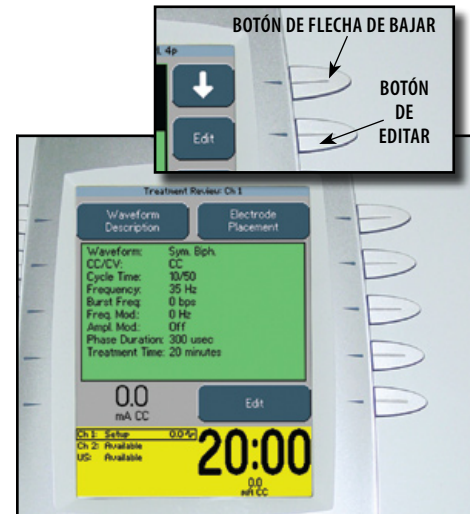 BOTÓN DE FLECHA DE BAJAR
4p
Edit
BOTÓN
DE
EDITAR
Treatment Review: Ch 1
Waveform Description
Electrode Placement
Waveform: Sym. Bph.
CC/CV: CC
Cycle Time: 10/50
Frequency: 35 Hz
Burst Freq: 0 bps
Freq. Mod: 0 Hz
Ampl. Mod: Off
Phase Duration: 300 usec
Treatment Time: 20 minutes
0.0
mA CC
Edit
Ch 1: Setup 0.0
Ch 2: Available
US: Available
20:00
0.0
mA CC